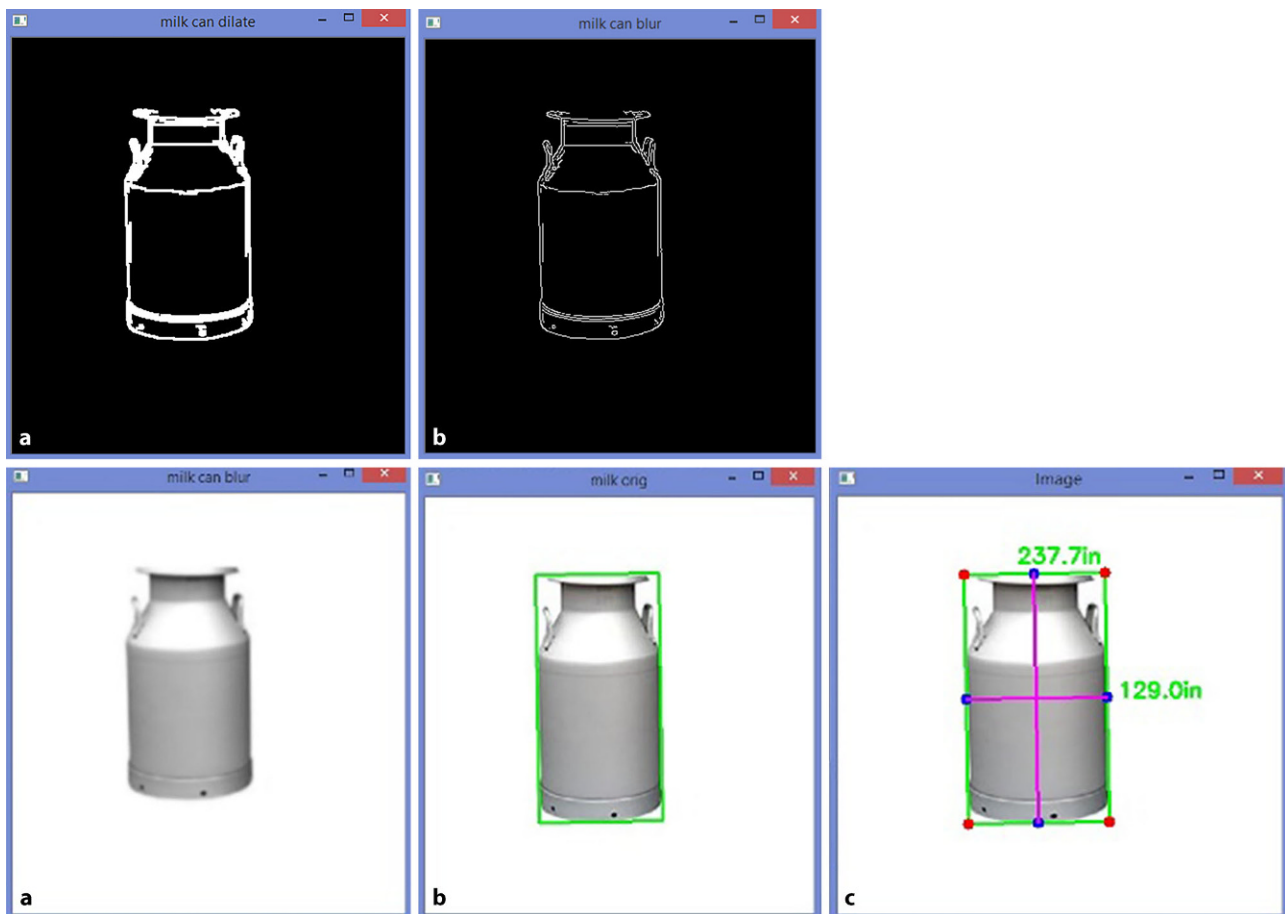 milk can dilate
milk can blur
a
b
milk can blur
milk orig
Image
237.7in
129.0in
a
b
c